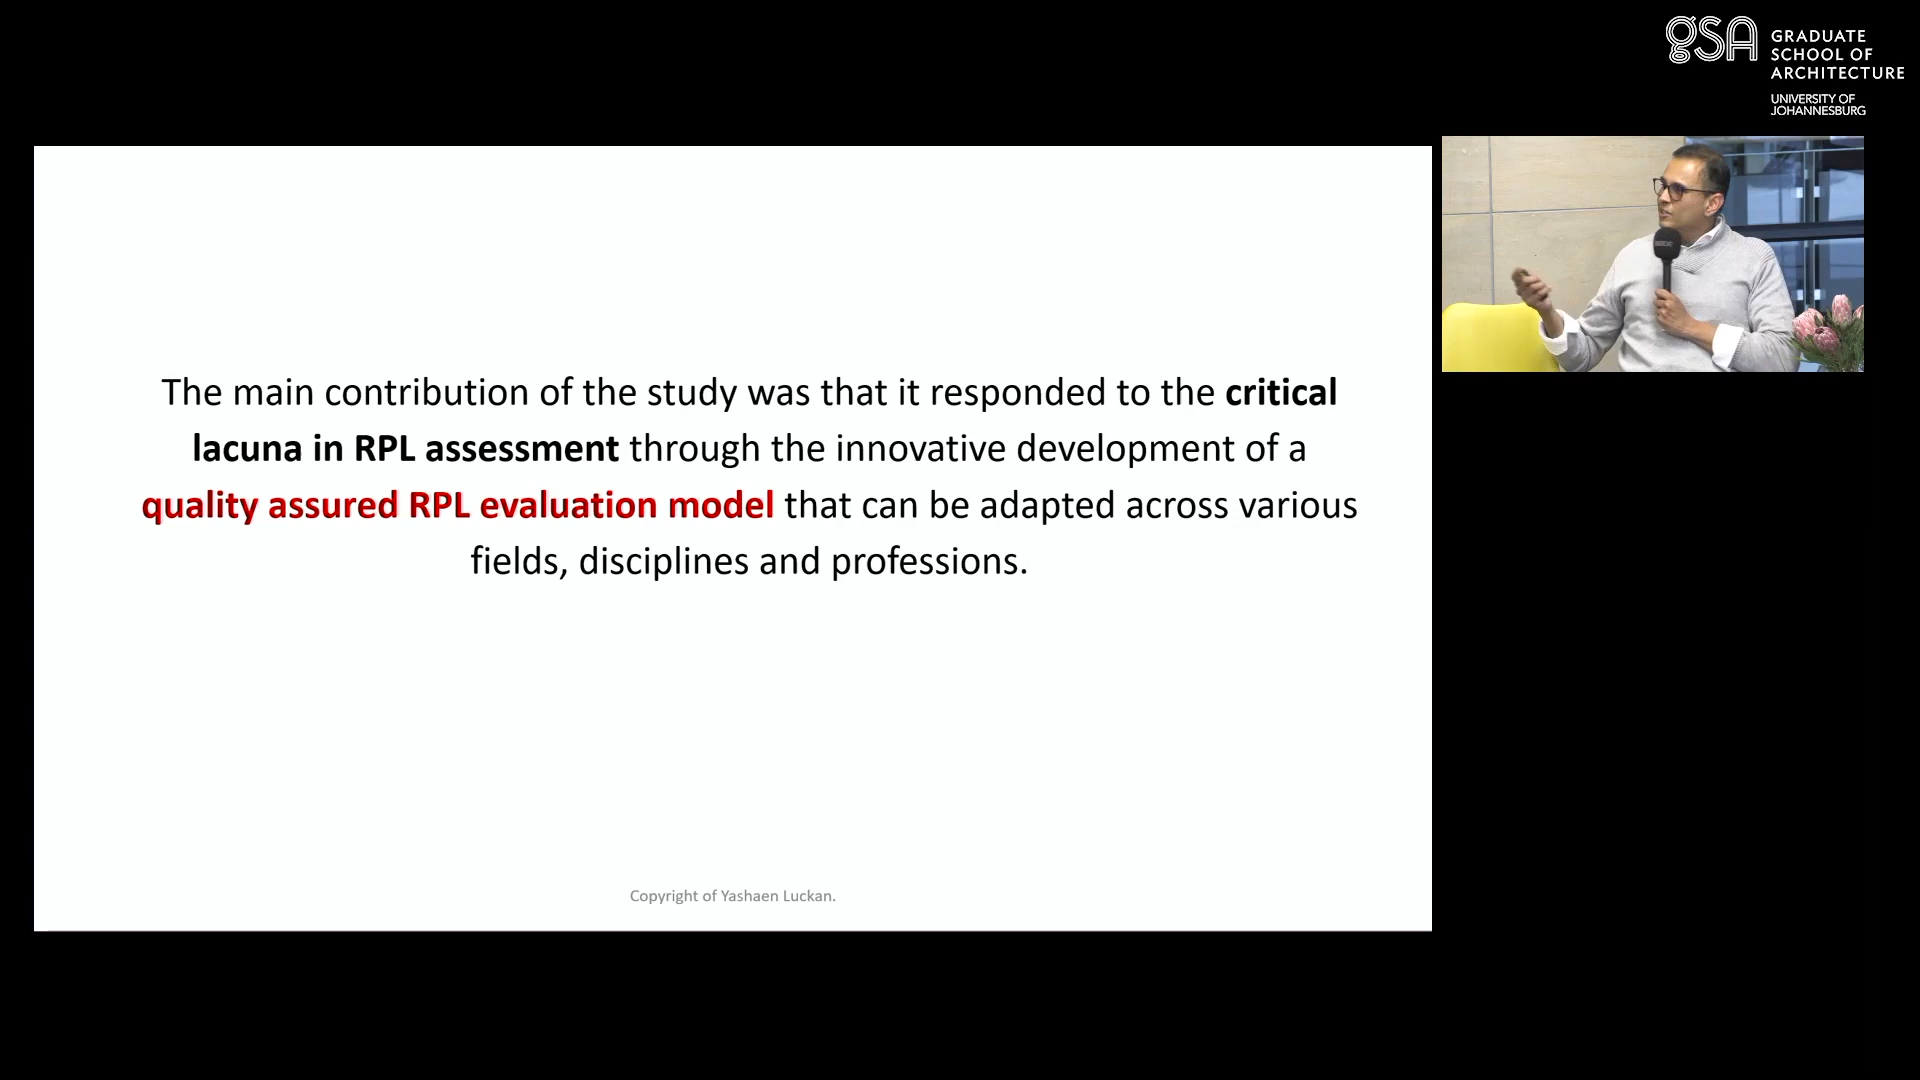 gSA
GRADUATE
SCHOOL OF
ARCHITECTURE
UNIVERSITY OF
JOHANNESBURG
The main contribution of the study was that it responded to the critical
lacuna in RPL assessment through the innovative development of a
quality assured RPL evaluation model that can be adapted across various
fields, disciplines and professions.
Copyright of Yashaen Luckan.